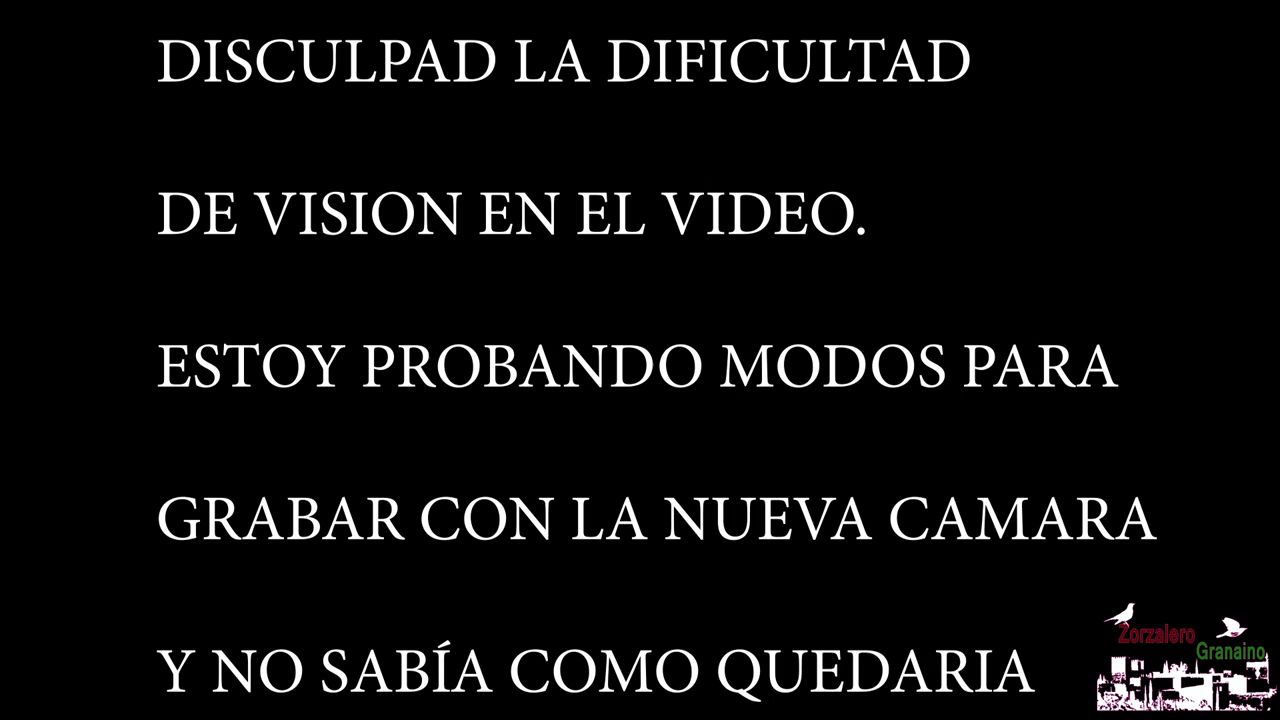 DISCULPAD LA DIFICULTAD
DE VISION EN EL VIDEO.
ESTOY PROBANDO MODOS PARA
GRABAR CON LA NUEVA CAMARA
Y NO SABÍA COMO QUEDARIA
Zorzalero
Granaino